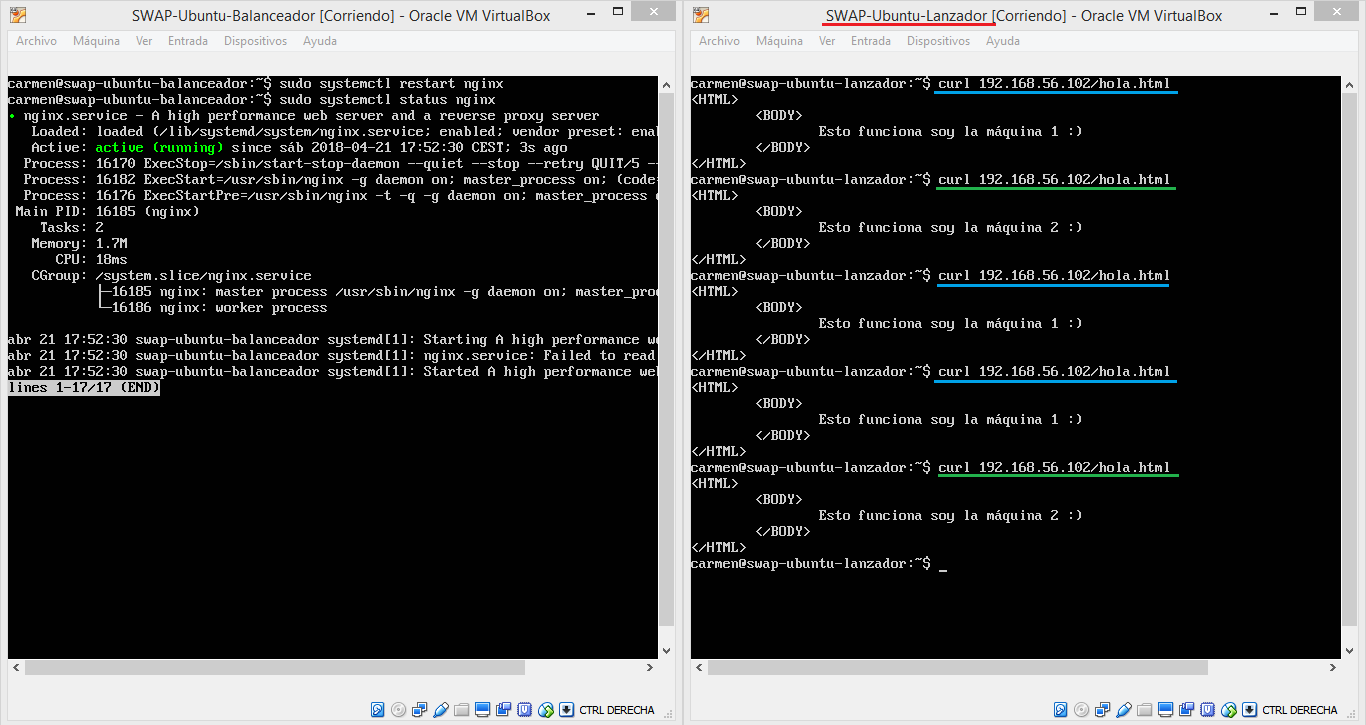 SWAP-Ubuntu-Balanceador [Corriendo] - Oracle VM VirtualBox
Archivo Máquina Ver Entrada Dispositivos Ayuda
carmen@swap-ubuntu-balanceador:~$ sudo systemctl restart nginx
carmen@swap-ubuntu-balanceador:~$ sudo systemctl status nginx
● nginx.service - A high performance web server and a reverse proxy server
   Loaded: loaded (/lib/systemd/system/nginx.service; enabled; vendor preset: enab
   Active: active (running) since sáb 2018-04-21 17:52:30 CEST; 3s ago
  Process: 16170 ExecStop=/sbin/start-stop-daemon --quiet --stop --retry QUIT/5 --
  Process: 16182 ExecStart=/usr/sbin/nginx -g daemon on; master_process on; (code=
  Process: 16176 ExecStartPre=/usr/sbin/nginx -t -q -g daemon on; master_process o
 Main PID: 16185 (nginx)
    Tasks: 2
   Memory: 1.7M
      CPU: 18ms
   CGroup: /system.slice/nginx.service
           ├─16185 nginx: master process /usr/sbin/nginx -g daemon on; master_proc
           └─16186 nginx: worker process
abr 21 17:52:30 swap-ubuntu-balanceador systemd[1]: Starting A high performance we
abr 21 17:52:30 swap-ubuntu-balanceador systemd[1]: nginx.service: Failed to read
abr 21 17:52:30 swap-ubuntu-balanceador systemd[1]: Started A high performance web
lines 1-17/17 (END)
CTRL DERECHA
SWAP-Ubuntu-Lanzador [Corriendo] - Oracle VM VirtualBox
Archivo Máquina Ver Entrada Dispositivos Ayuda
carmen@swap-ubuntu-lanzador:~$ curl 192.168.56.102/hola.html
<HTML>
        <BODY>
                Esto funciona soy la máquina 1 :)
        </BODY>
</HTML>
carmen@swap-ubuntu-lanzador:~$ curl 192.168.56.102/hola.html
<HTML>
        <BODY>
                Esto funciona soy la máquina 2 :)
        </BODY>
</HTML>
carmen@swap-ubuntu-lanzador:~$ curl 192.168.56.102/hola.html
<HTML>
        <BODY>
                Esto funciona soy la máquina 1 :)
        </BODY>
</HTML>
carmen@swap-ubuntu-lanzador:~$ curl 192.168.56.102/hola.html
<HTML>
        <BODY>
                Esto funciona soy la máquina 1 :)
        </BODY>
</HTML>
carmen@swap-ubuntu-lanzador:~$ curl 192.168.56.102/hola.html
<HTML>
        <BODY>
                Esto funciona soy la máquina 2 :)
        </BODY>
</HTML>
carmen@swap-ubuntu-lanzador:~$ _
CTRL DERECHA